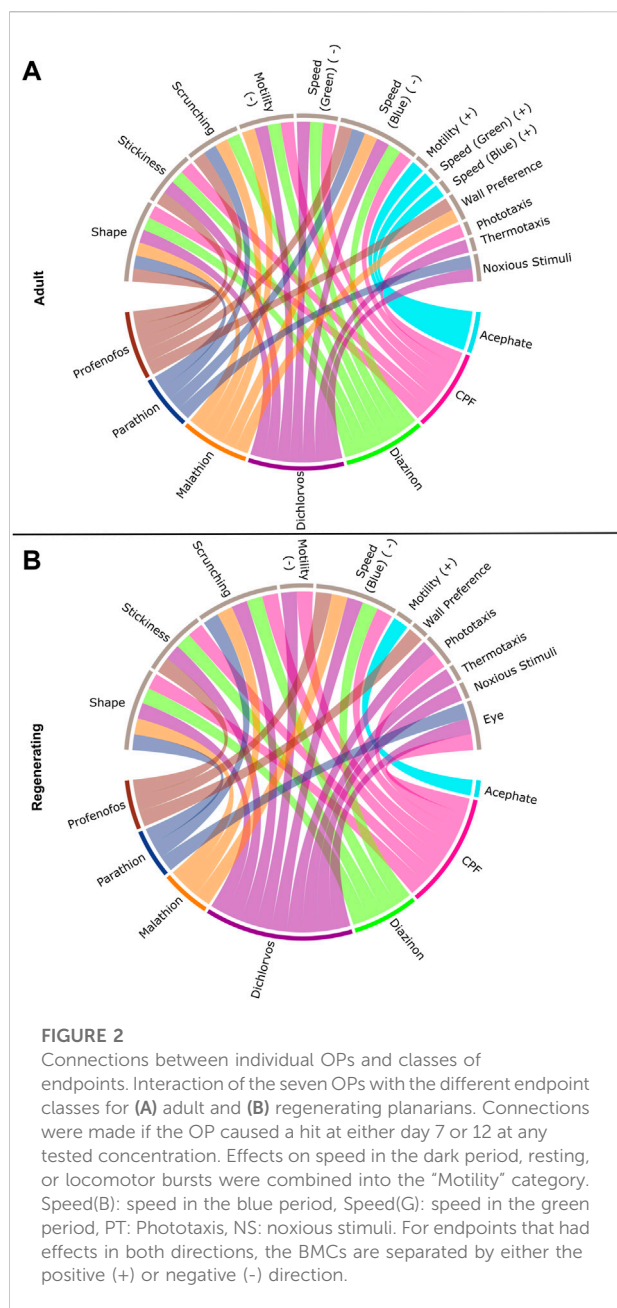 A
Adult
Shape
Stickiness
Scrunching
Motility
(-)
Speed
(Green) (-)
Speed
(Blue) (-)
Motility (+)
Speed (Green) (+)
Speed (Blue) (+)
Wall Preference
Phototaxis
Thermotaxis
Noxious Stimuli
Acephate
CPF
Diazinon
Dichlorvos
Malathion
Parathion
Profenofos
B
Regenerating
Shape
Stickiness
Scrunching
Motility
(-)
Speed
(Blue) (-)
Motility (+)
Wall Preference
Phototaxis
Thermotaxis
Noxious Stimuli
Eye
Acephate
CPF
Diazinon
Dichlorvos
Malathion
Parathion
Profenofos
FIGURE 2
Connections between individual OPs and classes of
endpoints. Interaction of the seven OPs with the different endpoint
classes for (A) adult and (B) regenerating planarians. Connections
were made if the OP caused a hit at either day 7 or 12 at any
tested concentration. Effects on speed in the dark period, resting,
or locomotor bursts were combined into the “Motility” category.
Speed(B): speed in the blue period, Speed(G): speed in the green
period, PT: Phototaxis, NS: noxious stimuli. For endpoints that had
effects in both directions, the BMCs are separated by either the
positive (+) or negative (-) direction.